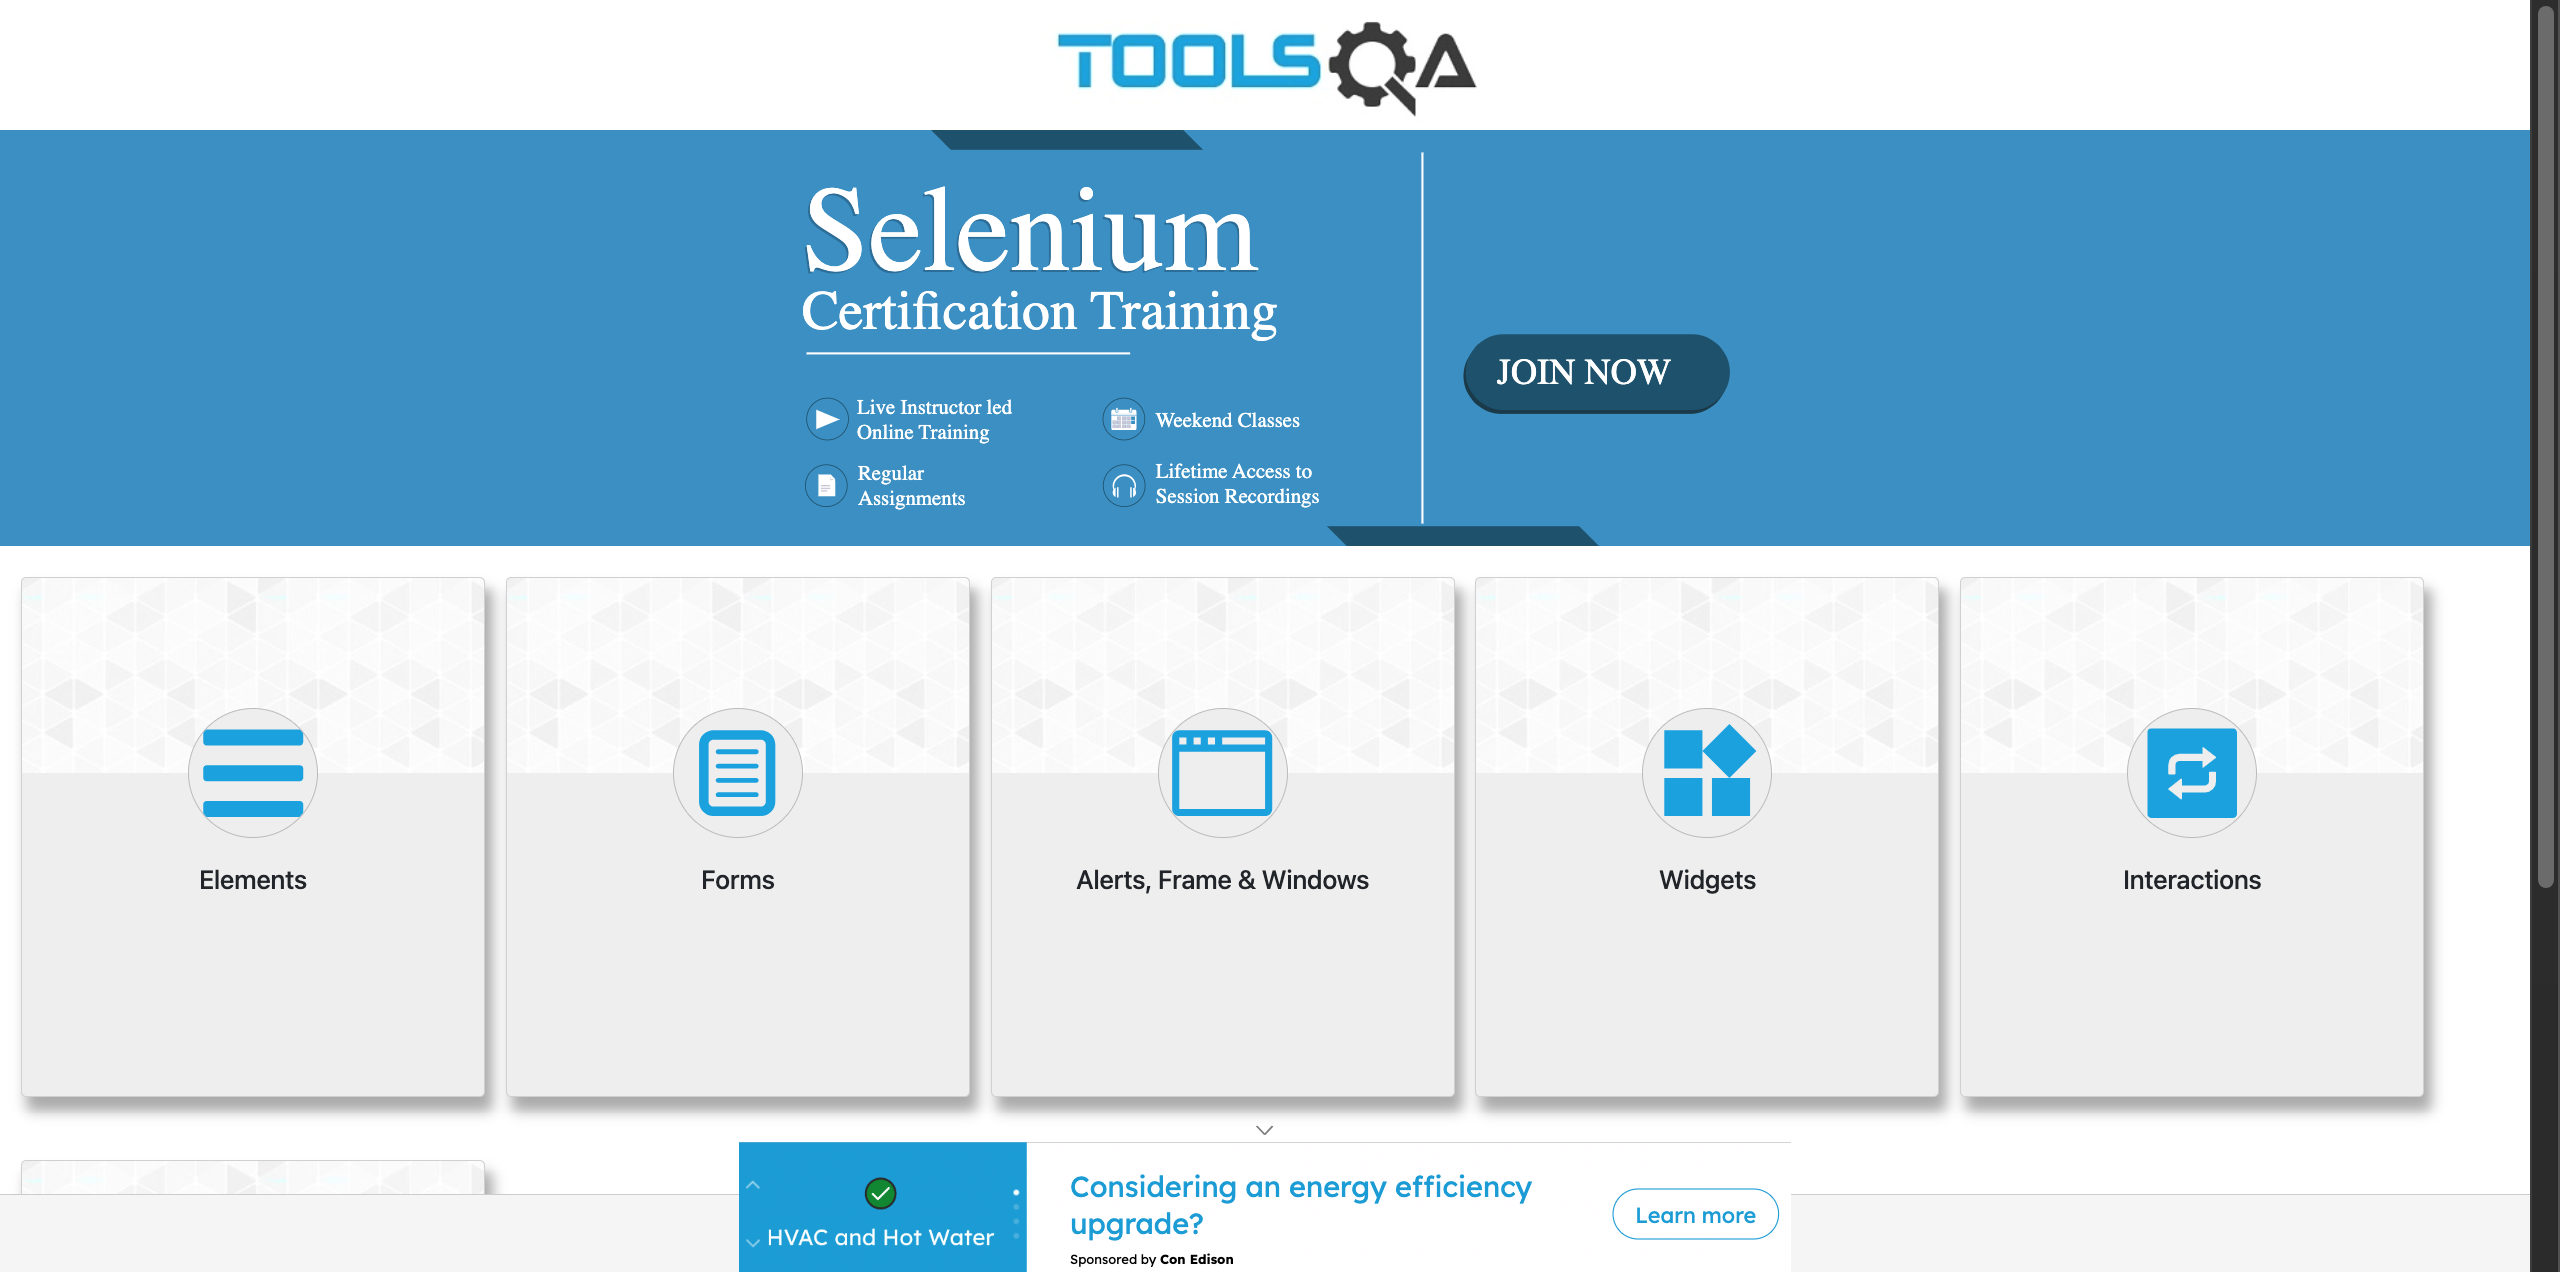 TOOLSQA
Selenium
Certification Training
JOIN NOW
Live Instructor led
Online Training
Weekend Classes
Regular
Assignments
Lifetime Access to
Session Recordings
Elements
Forms
Alerts, Frame & Windows
Widgets
Interactions
HVAC and Hot Water
Considering an energy efficiency
upgrade?
Sponsored by Con Edison
Learn more